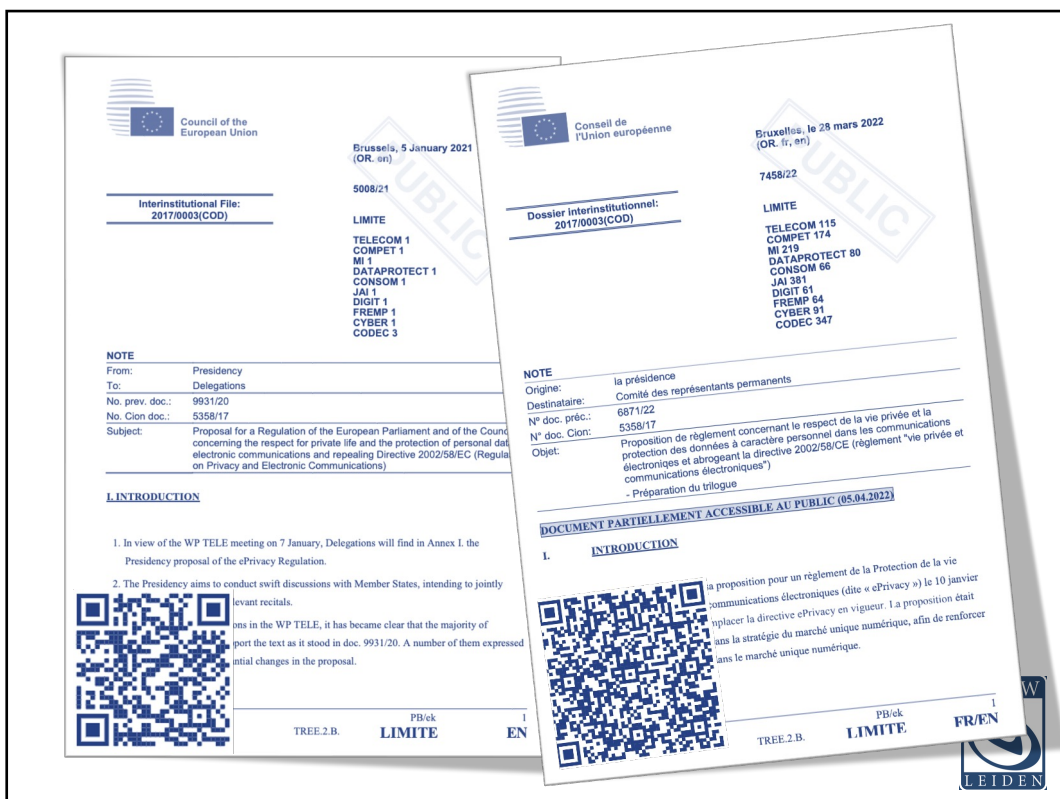 Council of the
European Union
PUBLIC
Brussels, 5 January 2021
(OR. en)
5008/21
Interinstitutional File:
2017/0003(COD)
LIMITE
TELECOM 1
COMPET 1
MI 1
DATAPROTECT 1
CONSOM 1
JAI 1
DIGIT 1
FREMP 1
CYBER 1
CODEC 3
NOTE
From: Presidency
To: Delegations
No. prev. doc.: 9931/20
No. Cion doc.: 5358/17
Subject: Proposal for a Regulation of the European Parliament and of the Counc
concerning the respect for private life and the protection of personal dat
electronic communications and repealing Directive 2002/58/EC (Regula
on Privacy and Electronic Communications)
I. INTRODUCTION
1. In view of the WP TELE meeting on 7 January, Delegations will find in Annex I. the
Presidency proposal of the ePrivacy Regulation.
2. The Presidency aims to conduct swift discussions with Member States, intending to jointly
levant recitals.
ons in the WP TELE, it has became clear that the majority of
port the text as it stood in doc. 9931/20. A number of them expressed
ntial changes in the proposal.
PB/ek 1
TREE.2.B. LIMITE EN
Conseil de
l'Union européenne
PUBLIC
Bruxelles, le 28 mars 2022
(OR. fr, en)
7458/22
Dossier interinstitutionnel:
2017/0003(COD)
LIMITE
TELECOM 115
COMPET 174
MI 219
DATAPROTECT 80
CONSOM 66
JAI 381
DIGIT 61
FREMP 64
CYBER 91
CODEC 347
NOTE
Origine: la présidence
Destinataire: Comité des représentants permanents
N° doc. préc.: 6871/22
N° doc. Cion: 5358/17
Objet: Proposition de règlement concernant le respect de la vie privée et la
protection des données à caractère personnel dans les communications
électroniqes et abrogeant la directive 2002/58/CE (règlement "vie privée et
communications électroniques")
- Préparation du trilogue
DOCUMENT PARTIELLEMENT ACCESSIBLE AU PUBLIC (05.04.2022)
I. INTRODUCTION
a proposition pour un règlement de la Protection de la vie
communications électroniques (dite « ePrivacy ») le 10 janvier
mplacer la directive ePrivacy en vigueur. La proposition était
ans la stratégie du marché unique numérique, afin de renforcer
ans le marché unique numérique.
PB/ek 1
TREE.2.B. LIMITE FR/EN
W
LEIDEN